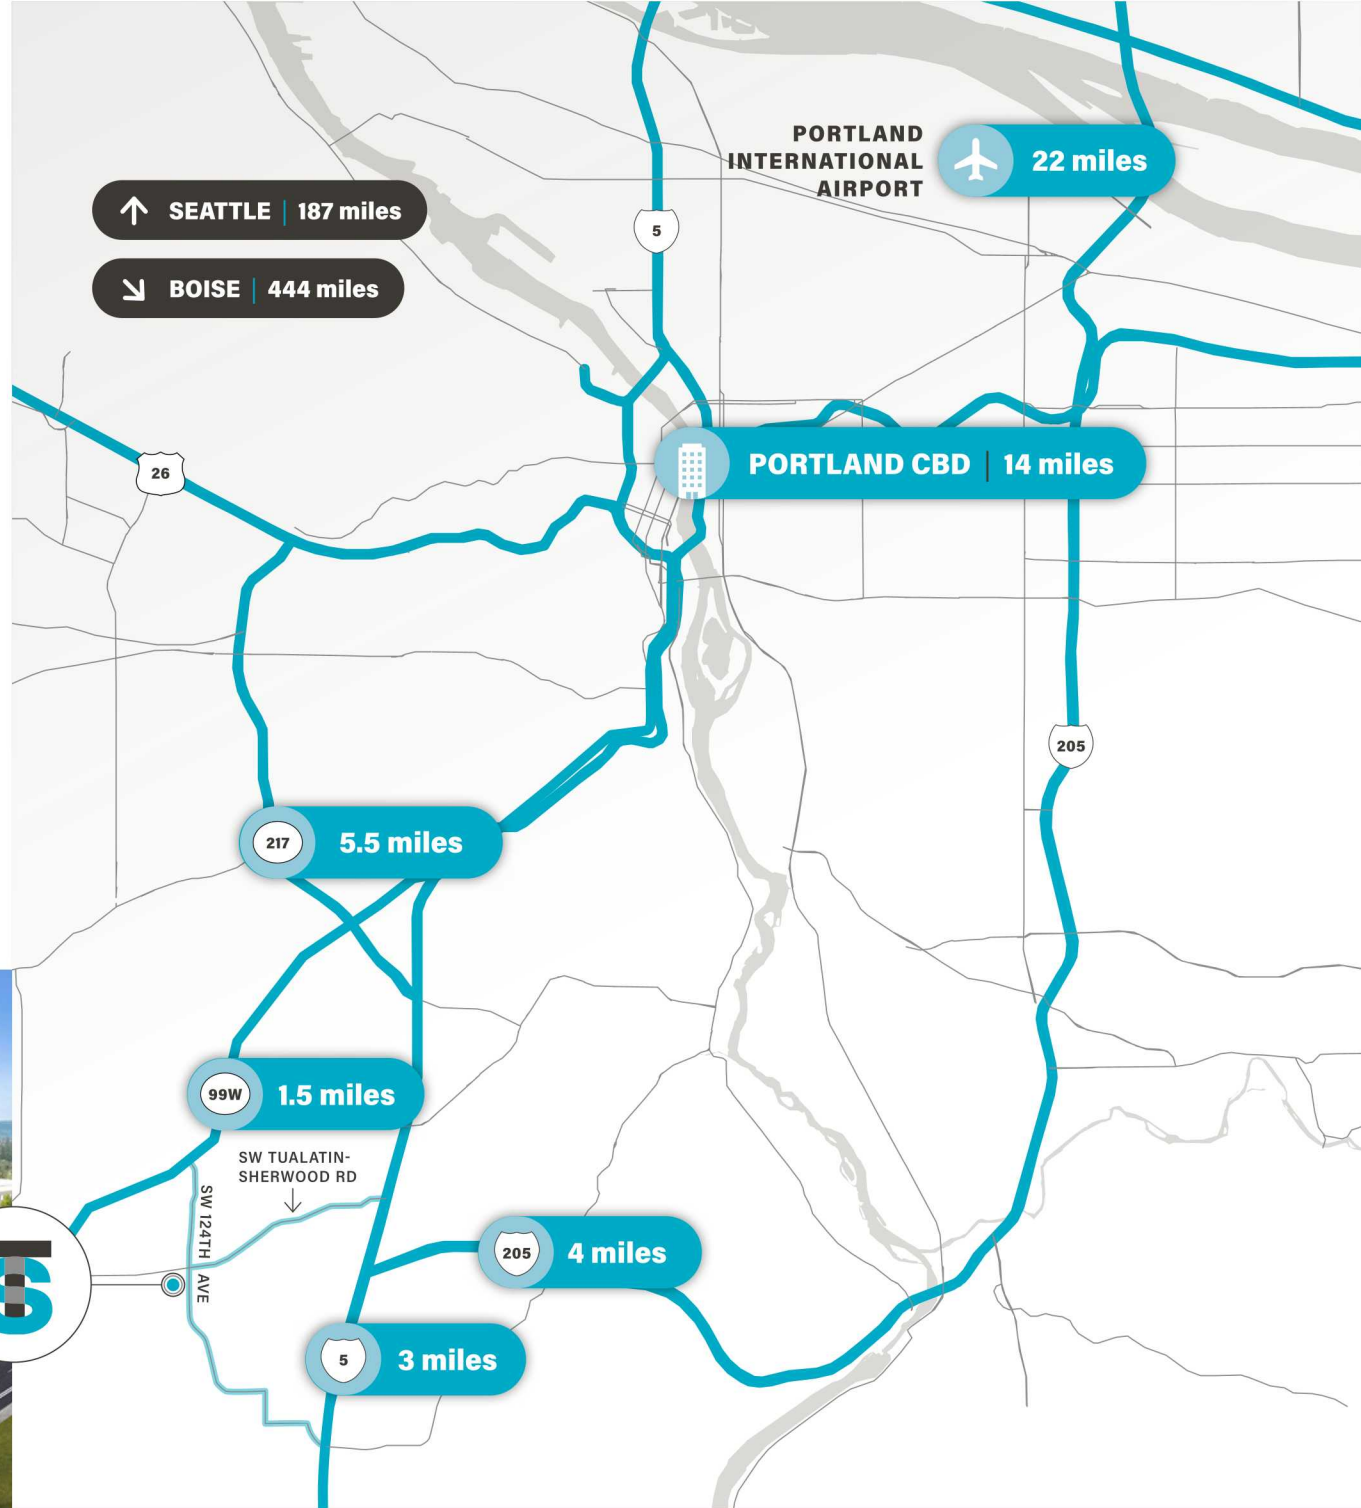 PORTLAND
INTERNATIONAL
AIRPORT
22 miles
SEATTLE | 187 miles
5
BOISE | 444 miles
26
PORTLAND CBD | 14 miles
205
217
5.5 miles
99W
1.5 miles
SW TUALATIN-
SHERWOOD RD
SW 124TH AVE
205
4 miles
5
3 miles